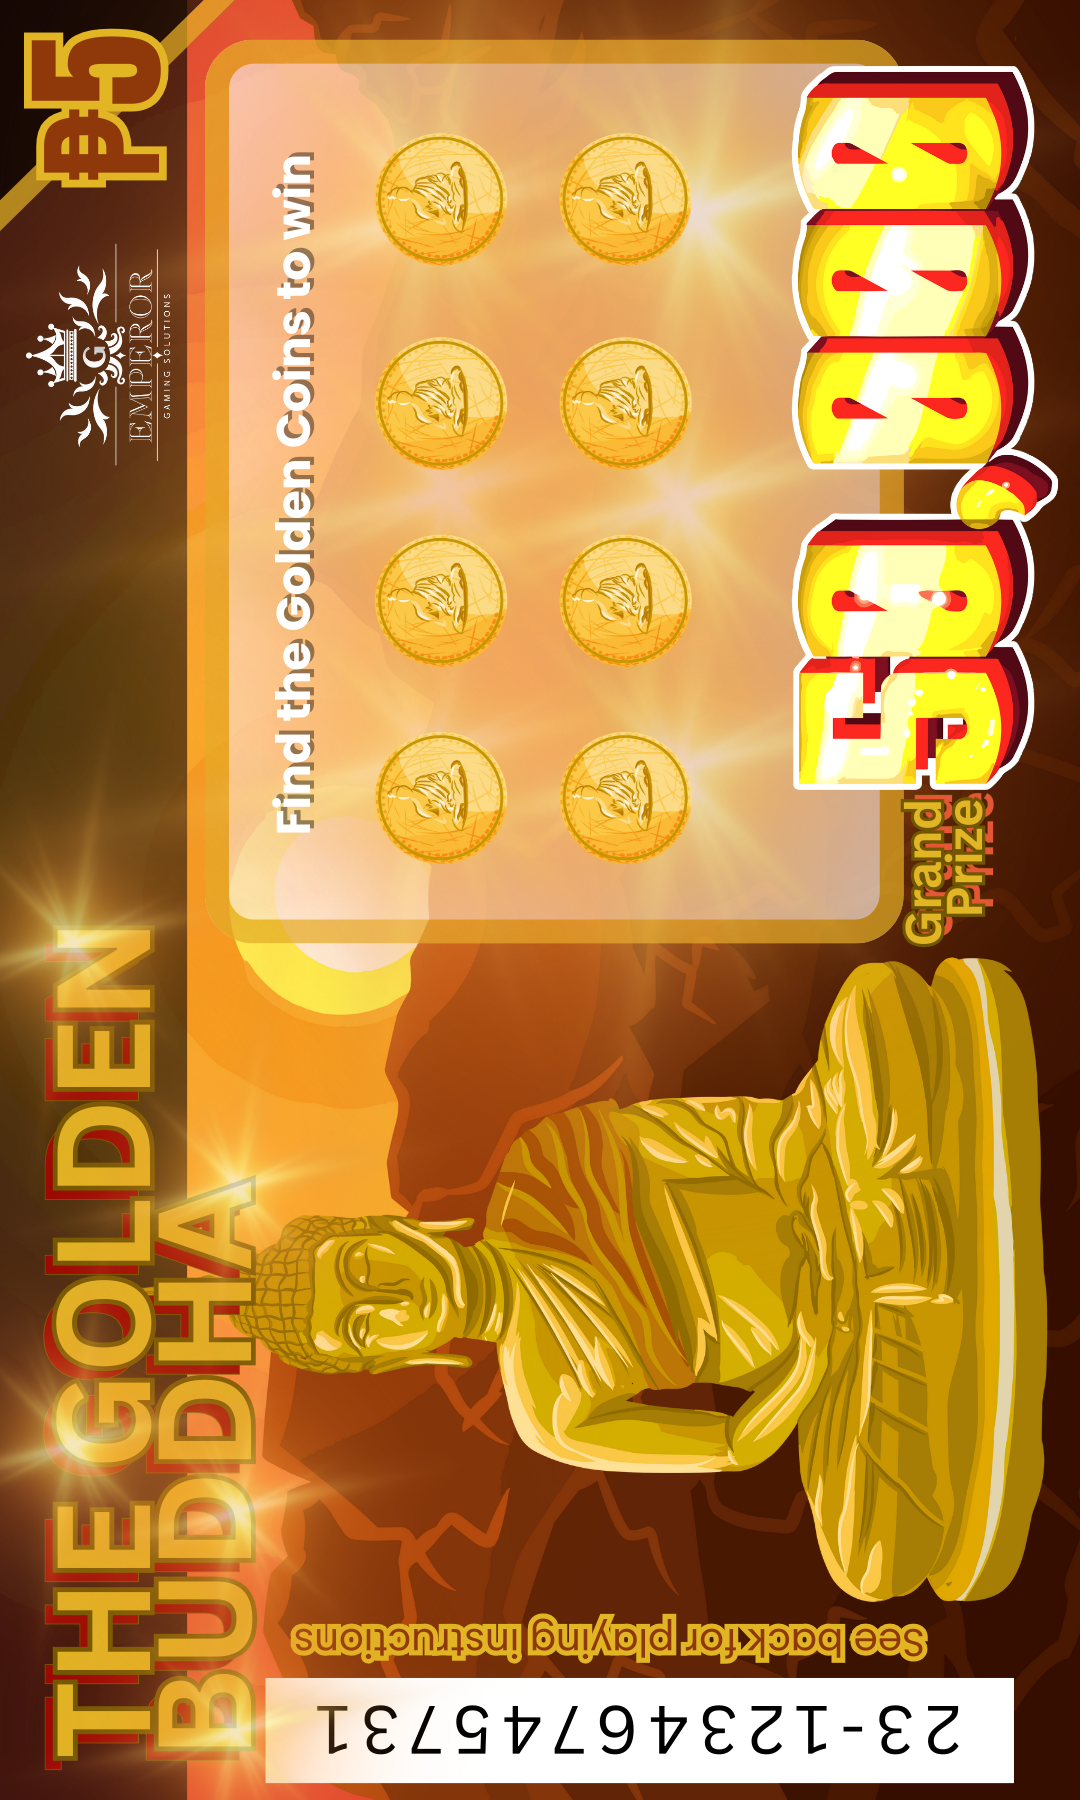 THE GOLDEN
BUDDHA
₱5
G
EMPEROR
GAMING SOLUTIONS
Find the Golden Coins to win
Grand
Prize
50,000
See back for playing instructions
23-12346745731